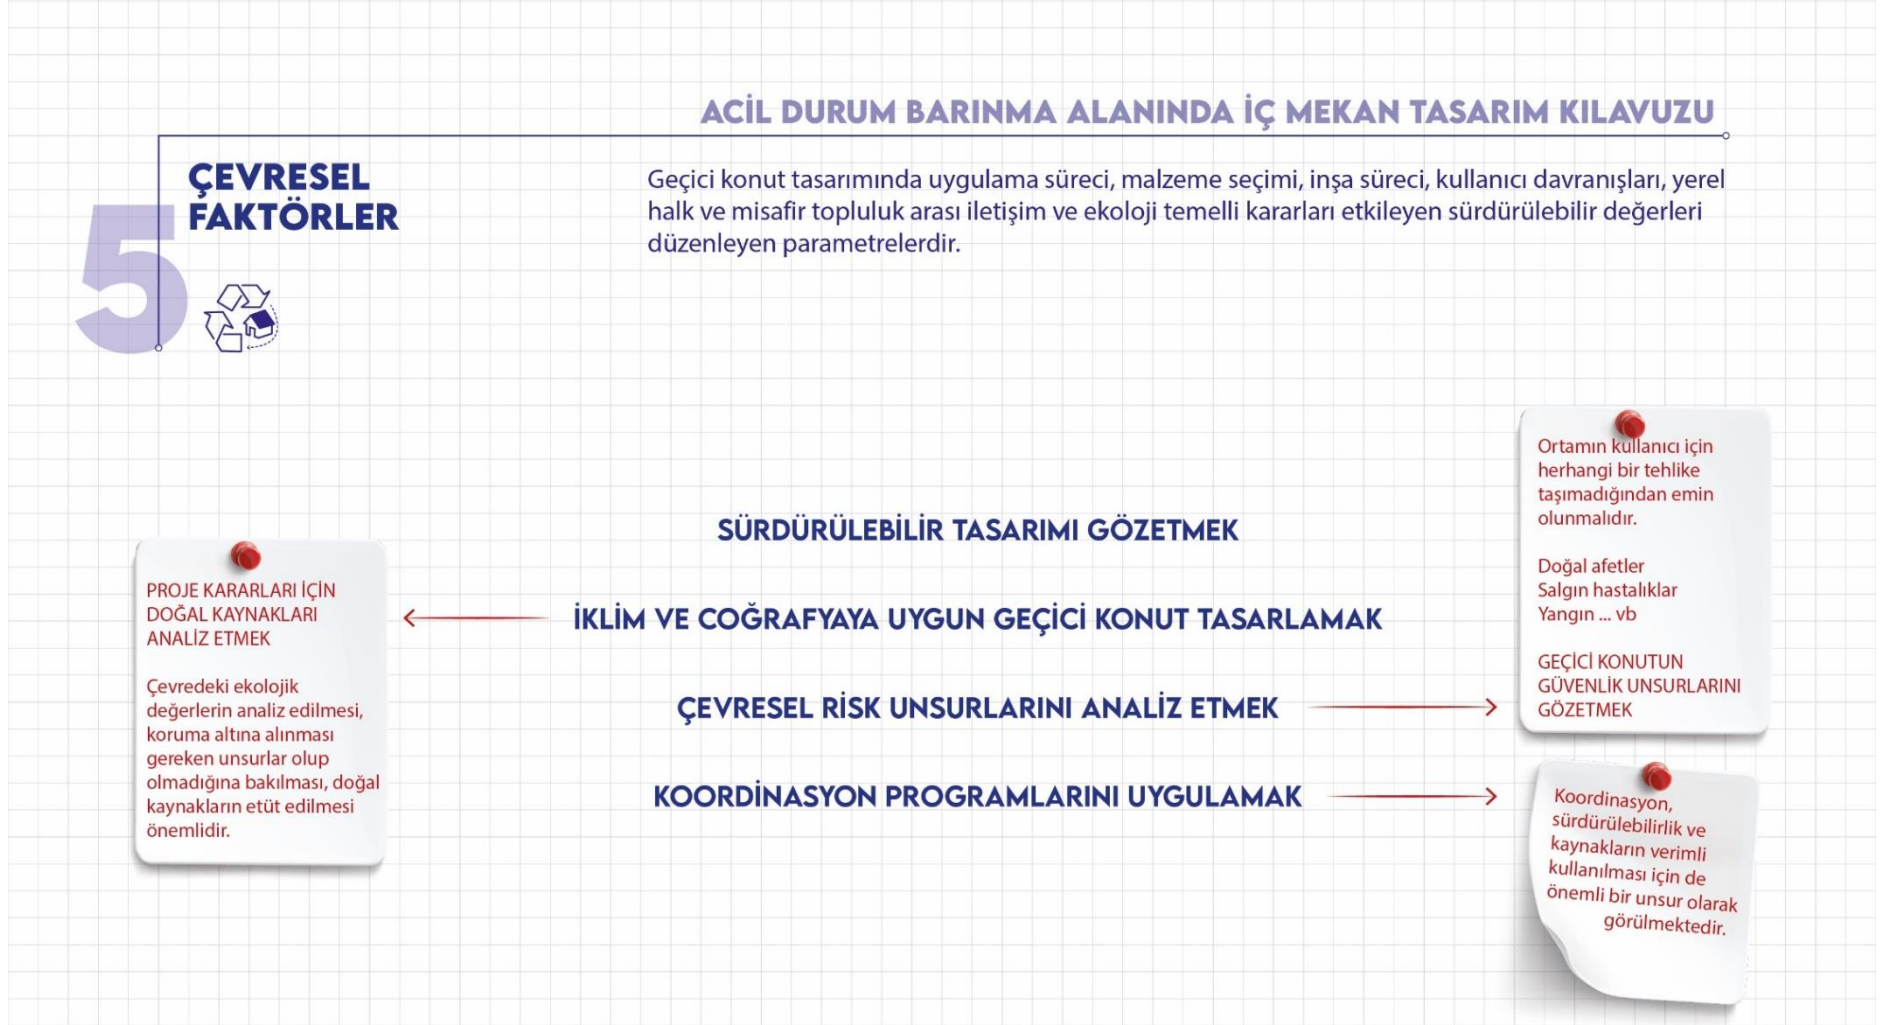 ACİL DURUM BARINMA ALANINDA İÇ MEKAN TASARIM KILAVUZU
5
ÇEVRESEL
FAKTÖRLER
Geçici konut tasarımında uygulama süreci, malzeme seçimi, inşa süreci, kullanıcı davranışları, yerel
halk ve misafir topluluk arası iletişim ve ekoloji temelli kararları etkileyen sürdürülebilir değerleri
düzenleyen parametrelerdir.
SÜRDÜRÜLEBİLİR TASARIMI GÖZETMEK
İKLİM VE COĞRAFYAYA UYGUN GEÇİCİ KONUT TASARLAMAK
ÇEVRESEL RİSK UNSURLARINI ANALİZ ETMEK
KOORDİNASYON PROGRAMLARINI UYGULAMAK
PROJE KARARLARI İÇİN
DOĞAL KAYNAKLARI
ANALİZ ETMEK
Çevredeki ekolojik
değerlerin analiz edilmesi,
koruma altına alınması
gereken unsurlar olup
olmadığına bakılması, doğal
kaynakların etüt edilmesi
önemlidir.
Ortamın kullanıcı için
herhangi bir tehlike
taşımadığından emin
olunmalıdır.
Doğal afetler
Salgın hastalıklar
Yangın ... vb
GEÇİCİ KONUTUN
GÜVENLİK UNSURLARINI
GÖZETMEK
Koordinasyon,
sürdürülebilirlik ve
kaynakların verimli
kullanılması için de
önemli bir unsur olarak
görülmektedir.